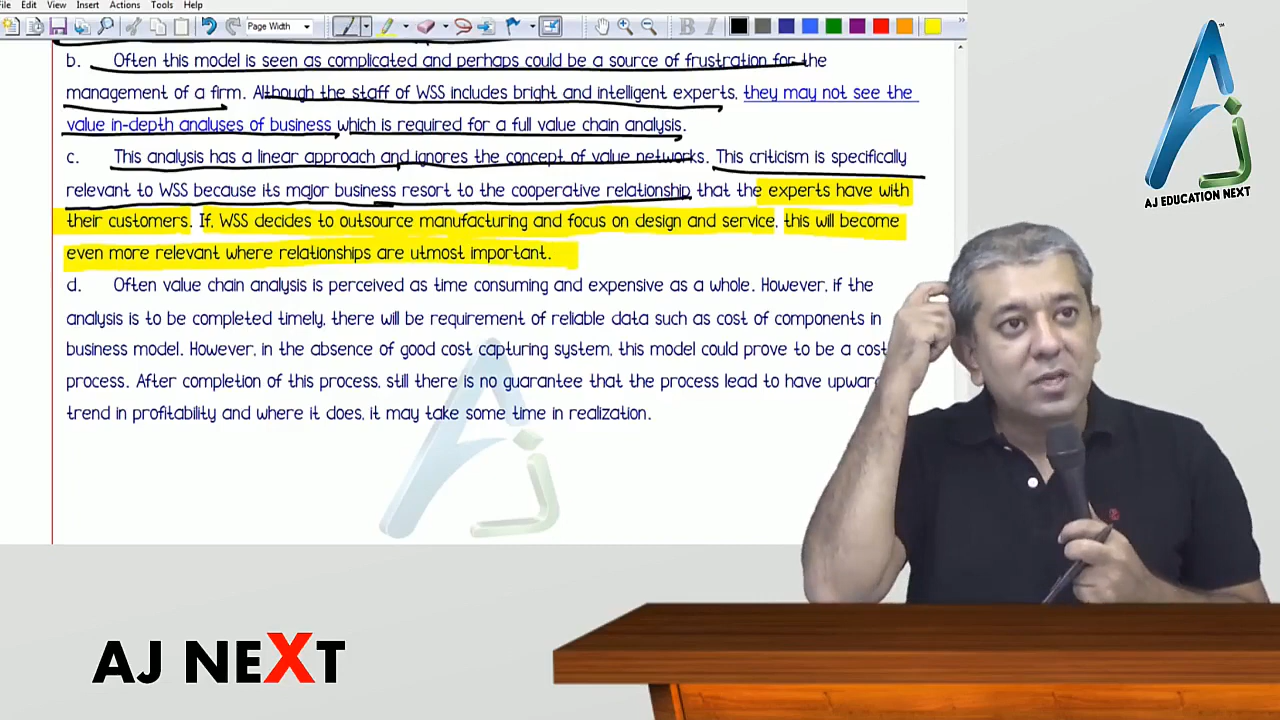 File Edit View Insert Actions Tools Help
Page Width
B I
b. Often this model is seen as complicated and perhaps could be a source of frustration for the
management of a firm. Although the staff of WSS includes bright and intelligent experts, they may not see the
value in-depth analyses of business which is required for a full value chain analysis.
c. This analysis has a linear approach and ignores the concept of value networks. This criticism is specifically
relevant to WSS because its major business resort to the cooperative relationship that the experts have with
their customers. If, WSS decides to outsource manufacturing and focus on design and service, this will become
even more relevant where relationships are utmost important.
d. Often value chain analysis is perceived as time consuming and expensive as a whole. However, if the
analysis is to be completed timely, there will be requirement of reliable data such as cost of components in
business model. However, in the absence of good cost capturing system, this model could prove to be a
process. After completion of this process, still there is no guarantee that the process lead to have
trend in profitability and where it does, it may take some time in realization.
AJ EDUCATION NEXT
AJ NEXT